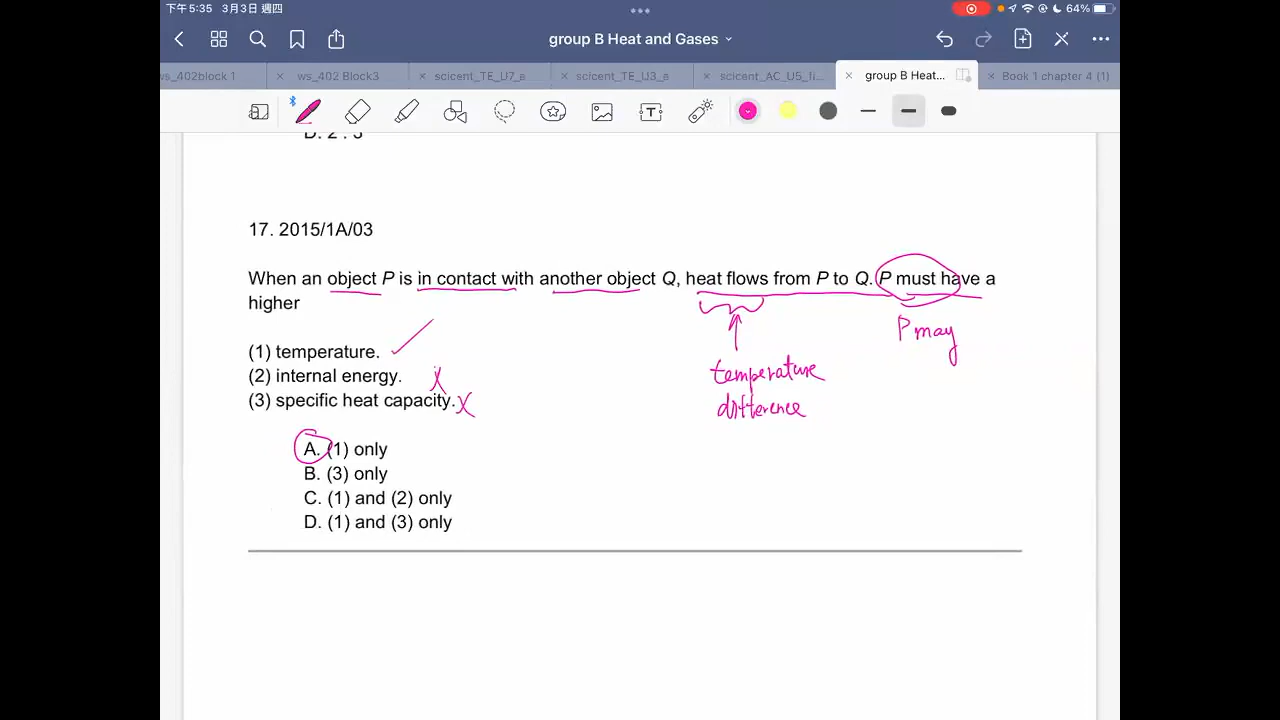 下午5:35 3月3日 週四
64%
group B Heat and Gases
ws_402block 1
ws_402 Block3
scicent_TE_U7_a
scicent_TE_U3_a
scicent_AC_U5_...
group B Heat...
Book 1 chapter 4 (1)
D. 2 : 3
17. 2015/1A/03
When an object P is in contact with another object Q, heat flows from P to Q. P must have a
higher
P may
(1) temperature.
(2) internal energy.
(3) specific heat capacity.
temperature
difference
A. (1) only
B. (3) only
C. (1) and (2) only
D. (1) and (3) only